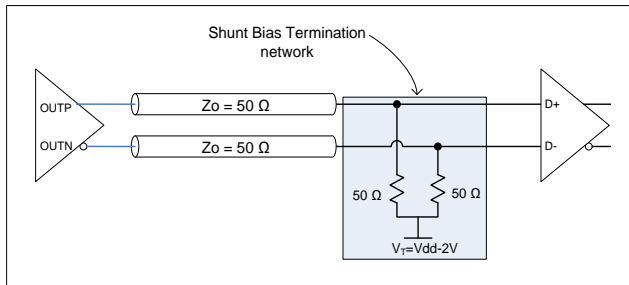 Shunt Bias Termination
network
OUTP
Zo = 50 Ω
D+
OUTN
Zo = 50 Ω
D-
50 Ω
50 Ω
VT=Vdd-2V